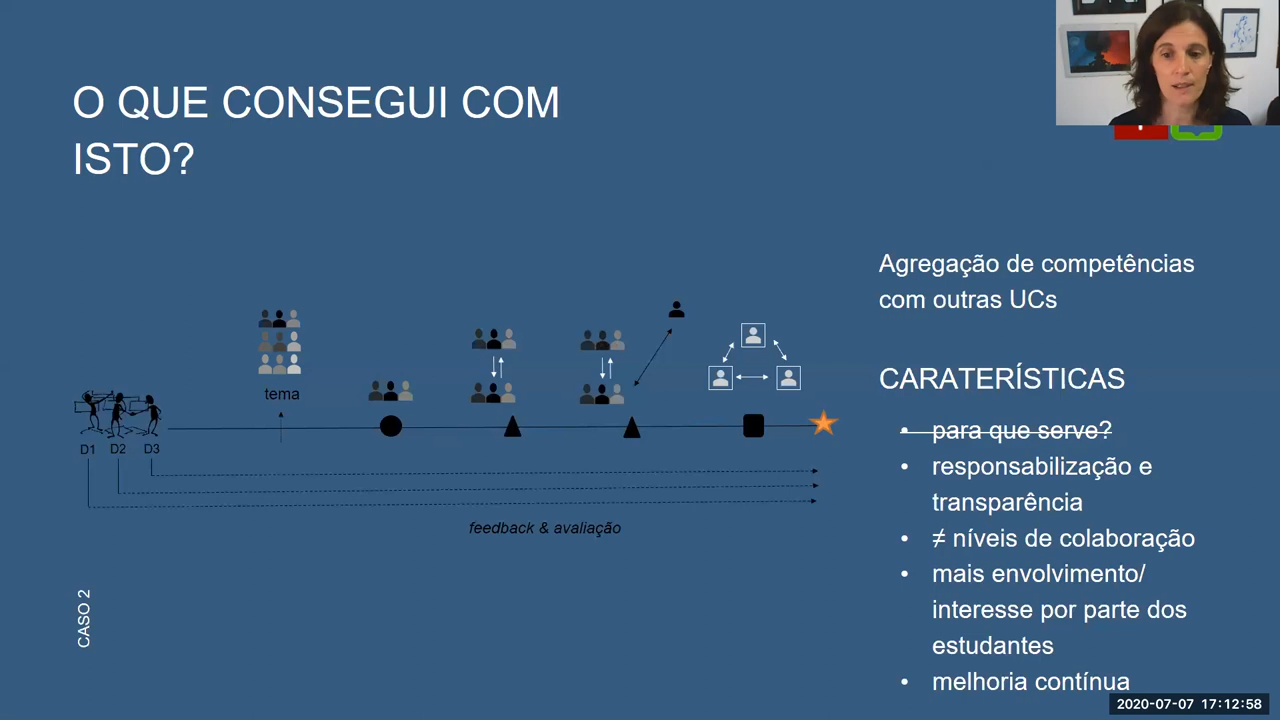 O QUE CONSEGUI COM
ISTO?
Agregação de competências
com outras UCs
CARATERÍSTICAS
• para que serve?
• responsabilização e
transparência
• ≠ níveis de colaboração
• mais envolvimento/
interesse por parte dos
estudantes
• melhoria contínua
tema
D1 D2 D3
feedback & avaliação
CASO 2
2020-07-07 17:12:58